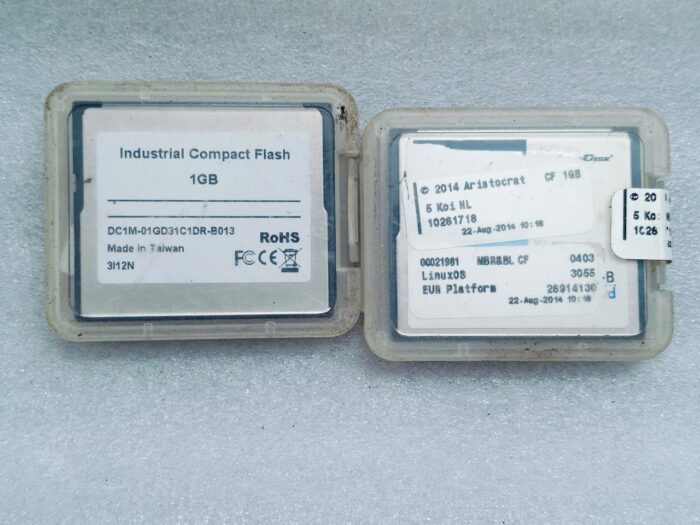 Industrial Compact Flash
1GB
DC1M-01GD31C1DR-B013
Made in Taiwan
RoHS
3I12N
FC CE
© 2014 Aristocrat CF 1GB
5 Koi HL
10261718
22-Aug-2014 10:18
00021981 MBR&BL CF 0403
LinuxOS 3055
EUR Platform 26914130
22-Aug-2014 10:18
B
© 20
5 Ko